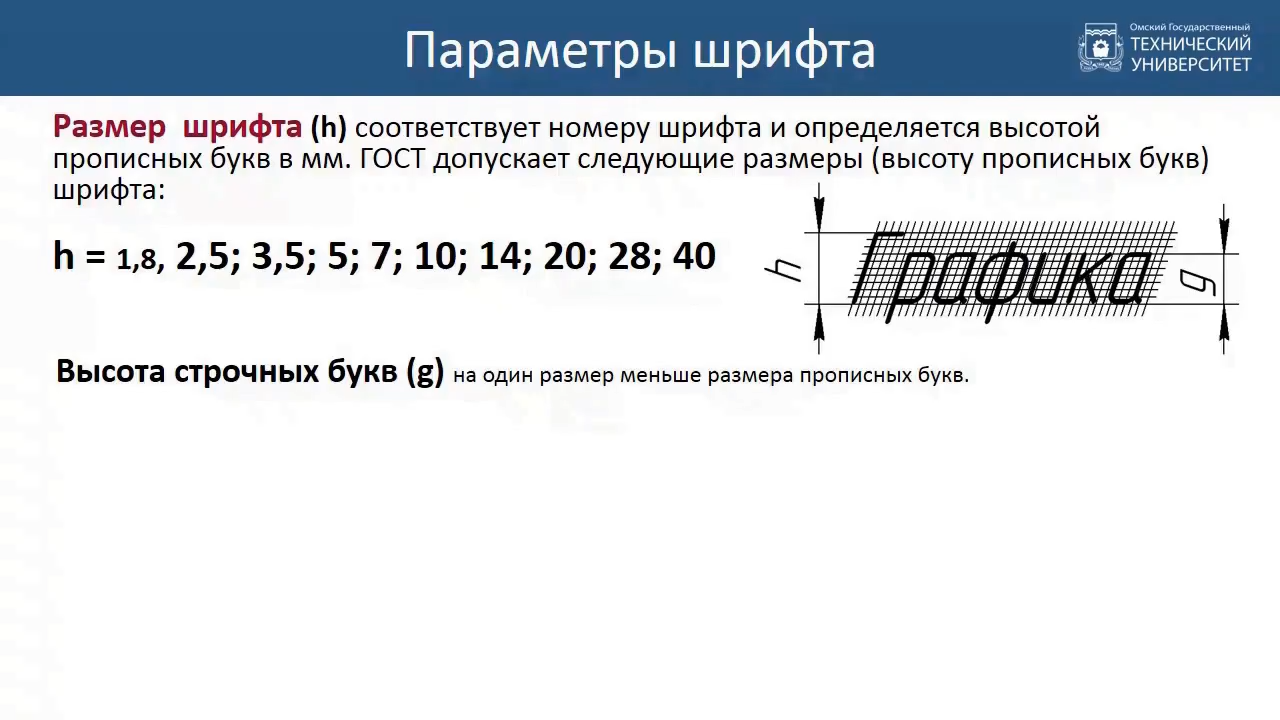 Параметры шрифта
Омский Государственный
ТЕХНИЧЕСКИЙ
УНИВЕРСИТЕТ
Размер шрифта (h) соответствует номеру шрифта и определяется высотой
прописных букв в мм. ГОСТ допускает следующие размеры (высоту прописных букв)
шрифта:
h = 1,8, 2,5; 3,5; 5; 7; 10; 14; 20; 28; 40
h
Графика
g
Высота строчных букв (g) на один размер меньше размера прописных букв.